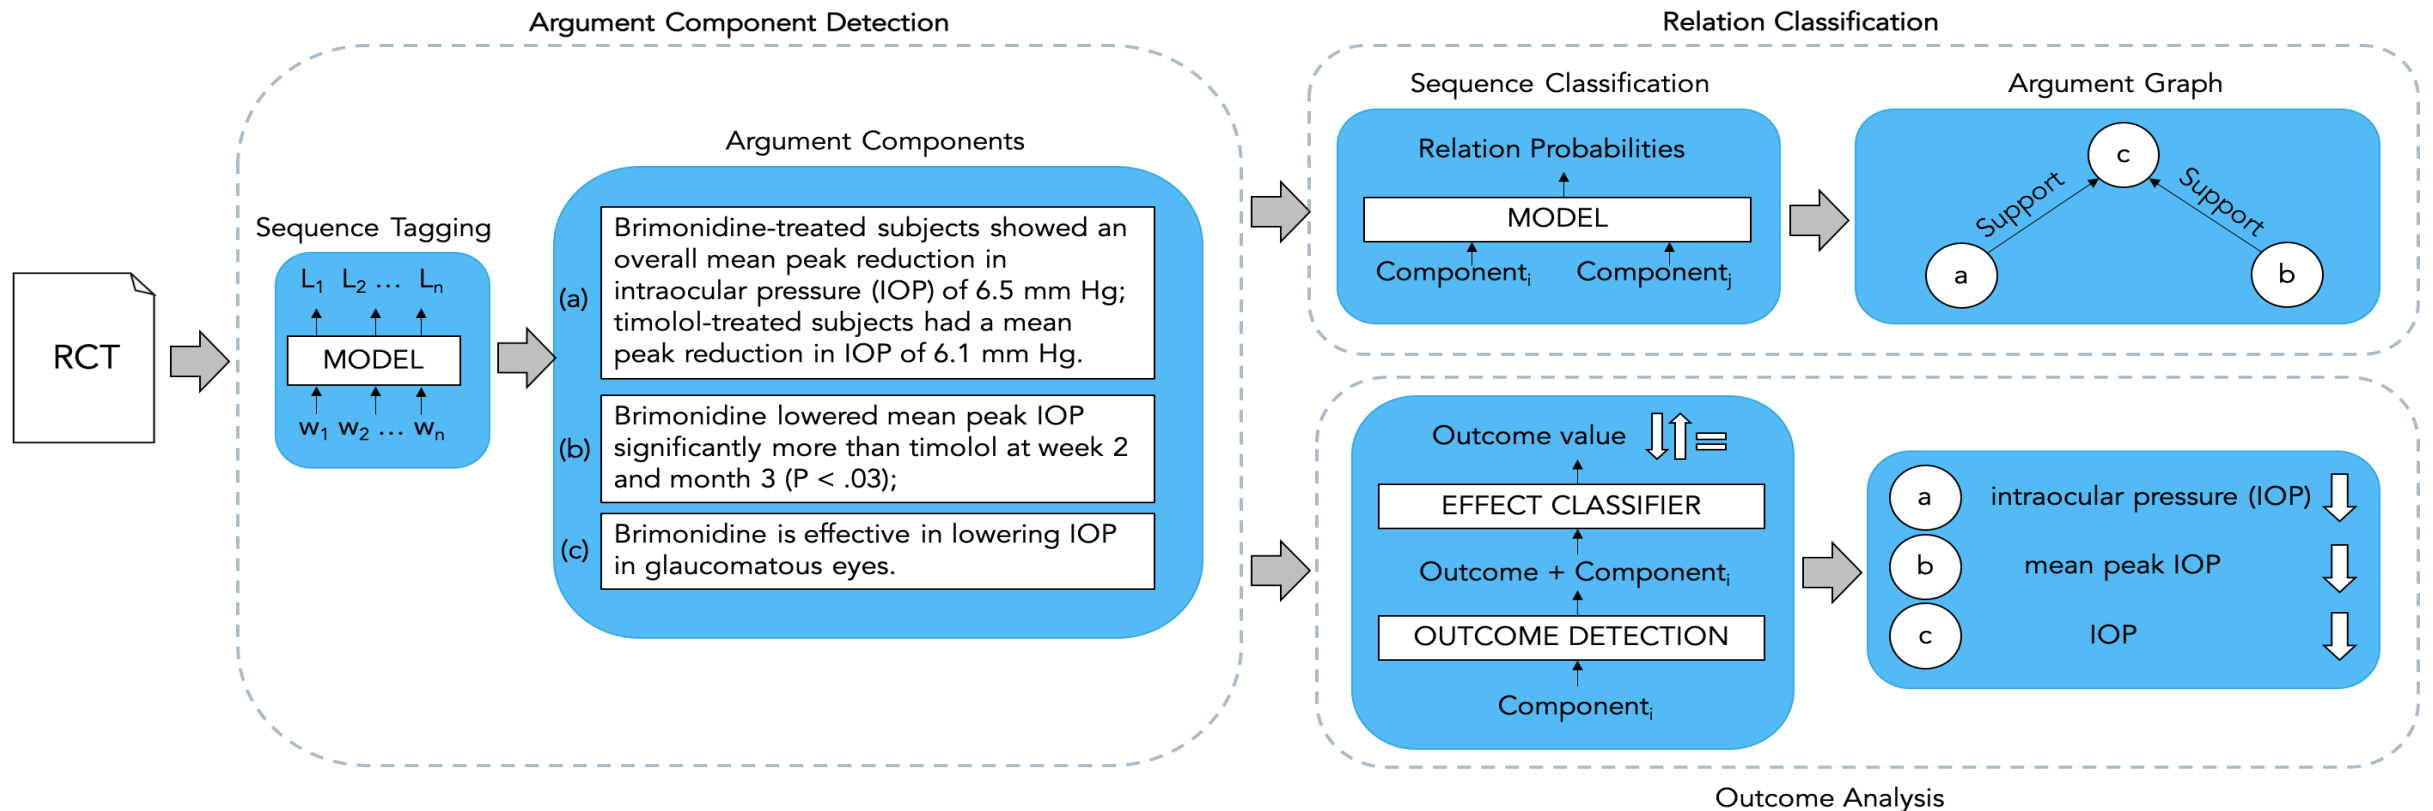 Argument Component Detection
RCT
Sequence Tagging
L1 L2 ... Ln
MODEL
w1 w2 ... wn
Argument Components
(a)
Brimonidine-treated subjects showed an
overall mean peak reduction in
intraocular pressure (IOP) of 6.5 mm Hg;
timolol-treated subjects had a mean
peak reduction in IOP of 6.1 mm Hg.
(b)
Brimonidine lowered mean peak IOP
significantly more than timolol at week 2
and month 3 (P < .03);
(c)
Brimonidine is effective in lowering IOP
in glaucomatous eyes.
Relation Classification
Sequence Classification
Relation Probabilities
MODEL
Componenti Componentj
Argument Graph
c
Support Support
a b
Outcome value
EFFECT CLASSIFIER
Outcome + Componenti
OUTCOME DETECTION
Componenti
a intraocular pressure (IOP)
b mean peak IOP
c IOP
Outcome Analysis